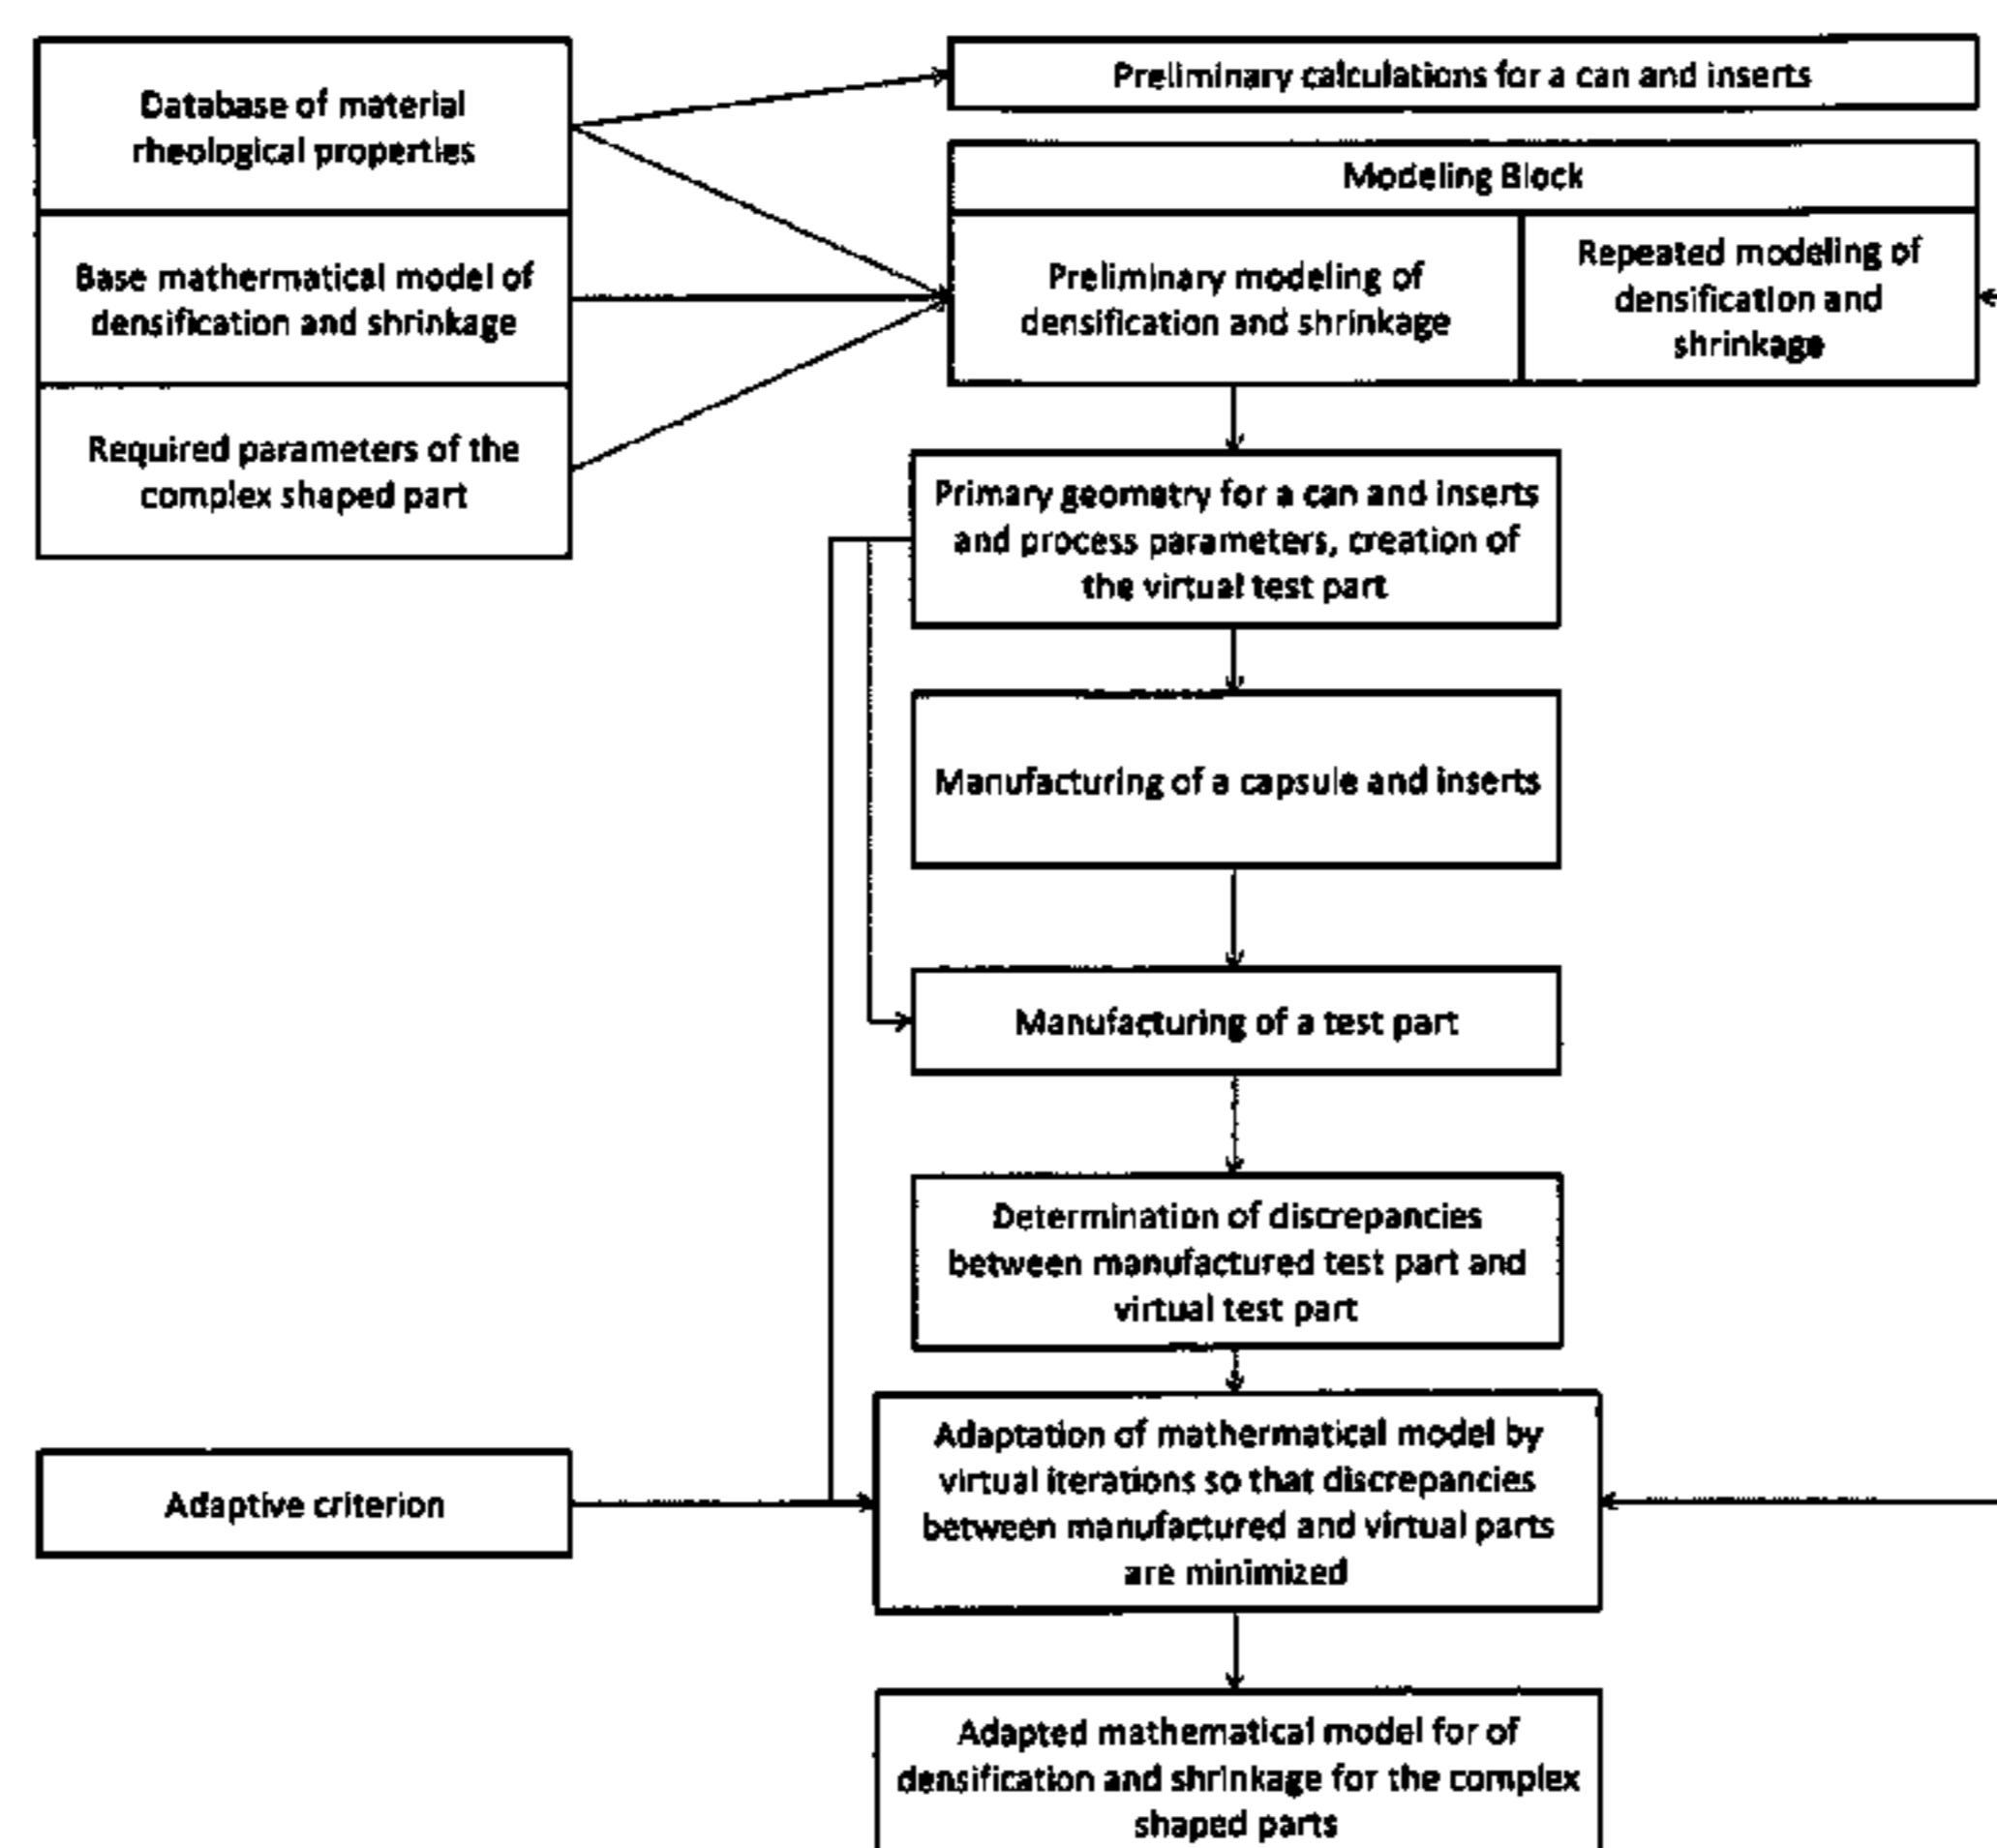 Database of material
rheological properties
Base mathermatical model of
densification and shrinkage
Required parameters of the
complex shaped part
Preliminary calculations for a can and inserts
Modeling Block
Preliminary modeling of
densification and shrinkage
Repeated modeling of
densification and
shrinkage
Primary geometry for a can and inserts
and process parameters, creation of
the virtual test part
Manufacturing of a capsule and inserts
Manufacturing of a test part
Determination of discrepancies
between manufactured test part and
virtual test part
Adaptive criterion
Adaptation of mathermatical model by
virtual iterations so that discrepancies
between manufactured and virtual parts
are minimized
Adapted mathematical model for of
densification and shrinkage for the complex
shaped parts